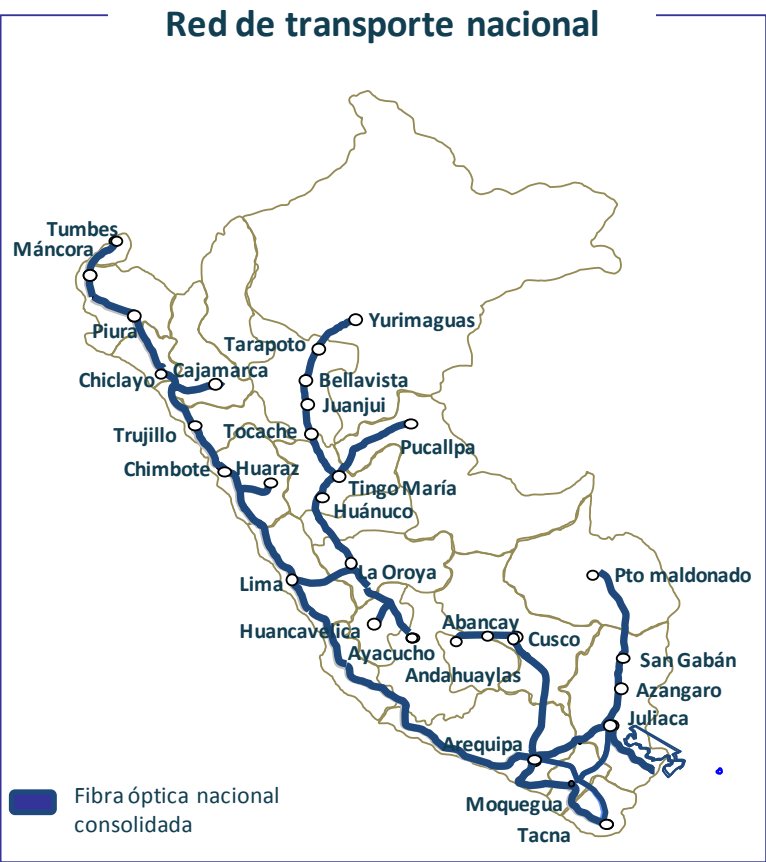 Red de transporte nacional
Tumbes
Máncora
Piura
Yurimaguas
Tarapoto
Cajamarca
Chiclayo
Bellavista
Juanjui
Trujillo
Tocache
Pucallpa
Chimbote
Huaraz
Tingo María
Huánuco
La Oroya
Lima
Pto maldonado
Huancavelica
Abancay
Cusco
Ayacucho
Andahuaylas
San Gabán
Azangaro
Juliaca
Arequipa
Moquegua
Tacna
Fibra óptica nacional
consolidada